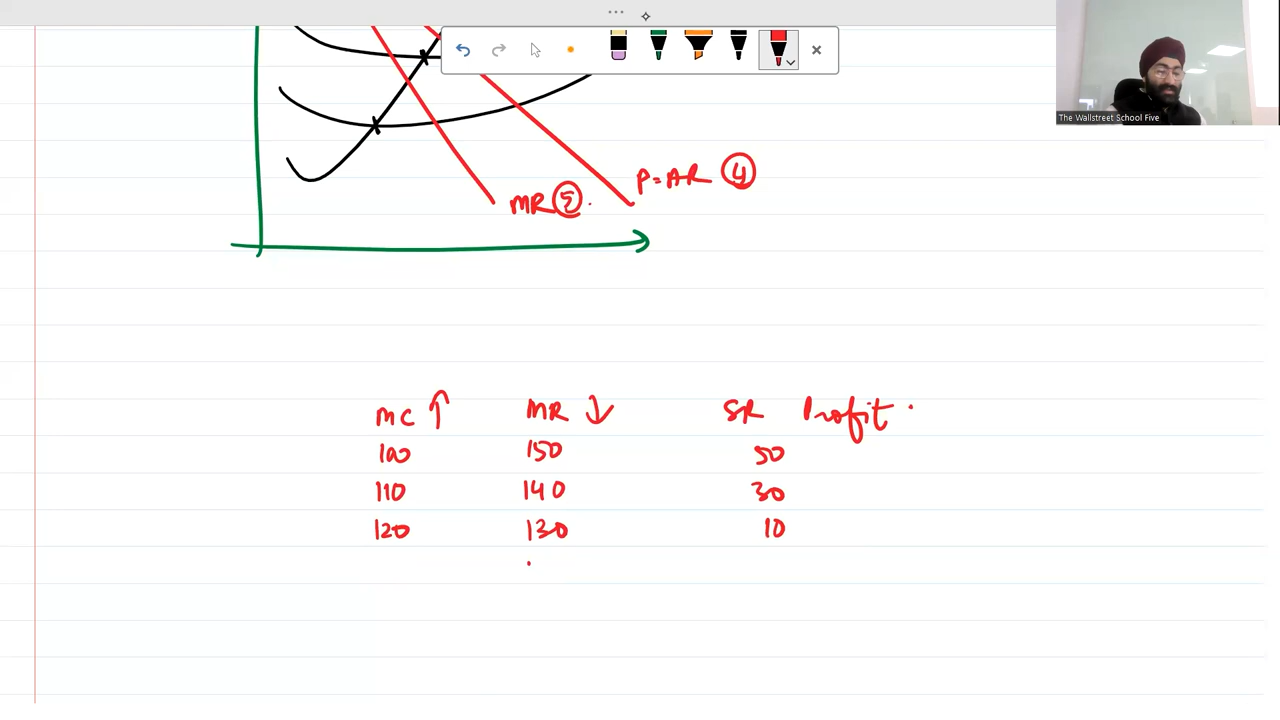 The Wallstreet School Five
P=AR ④
MR ⑤
MC ↑ MR ↓ SR Profit
100 150 50
110 140 30
120 130 10